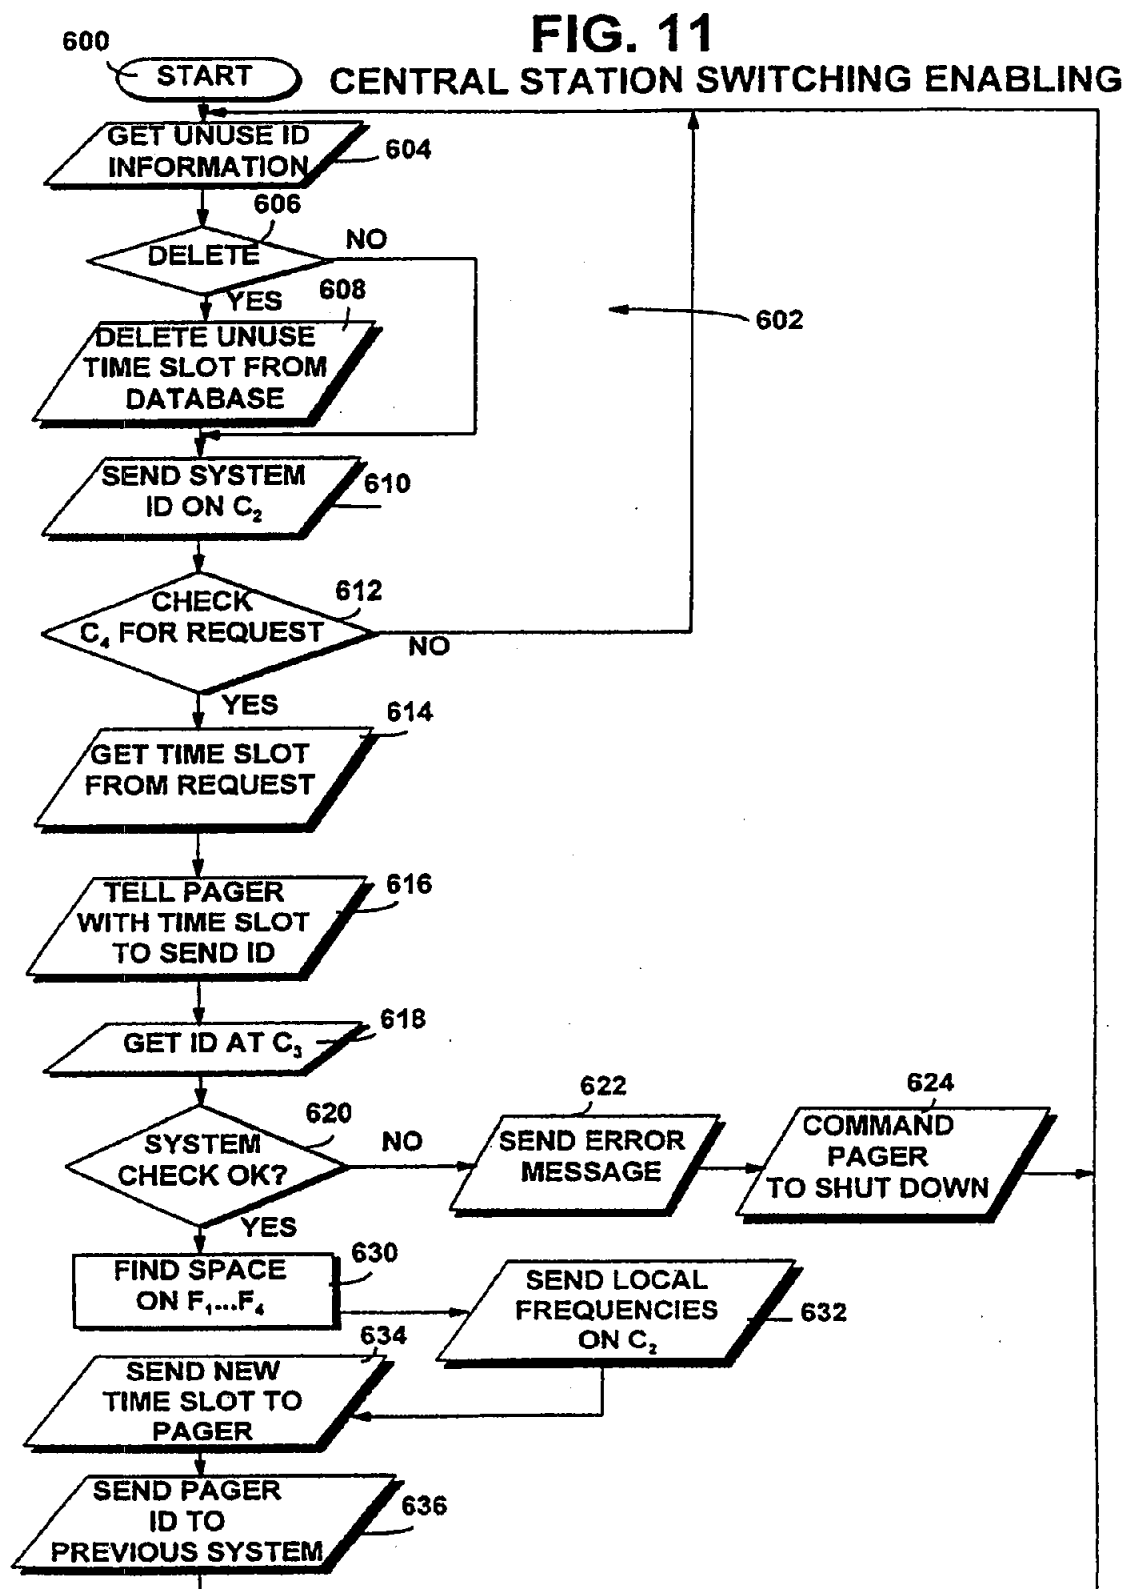 FIG. 11
600
START
CENTRAL STATION SWITCHING ENABLING
GET UNUSE ID
INFORMATION
604
606
DELETE
NO
YES
608
602
DELETE UNUSE
TIME SLOT FROM
DATABASE
SEND SYSTEM
ID ON C₂
610
612
CHECK
C₄ FOR REQUEST
NO
YES
614
GET TIME SLOT
FROM REQUEST
616
TELL PAGER
WITH TIME SLOT
TO SEND ID
618
GET ID AT C₃
620
SYSTEM
CHECK OK?
NO
YES
622
SEND ERROR
MESSAGE
624
COMMAND
PAGER
TO SHUT DOWN
630
FIND SPACE
ON F₁...F₄
SEND LOCAL
FREQUENCIES
ON C₂
632
634
SEND NEW
TIME SLOT TO
PAGER
SEND PAGER
ID TO
PREVIOUS SYSTEM
636